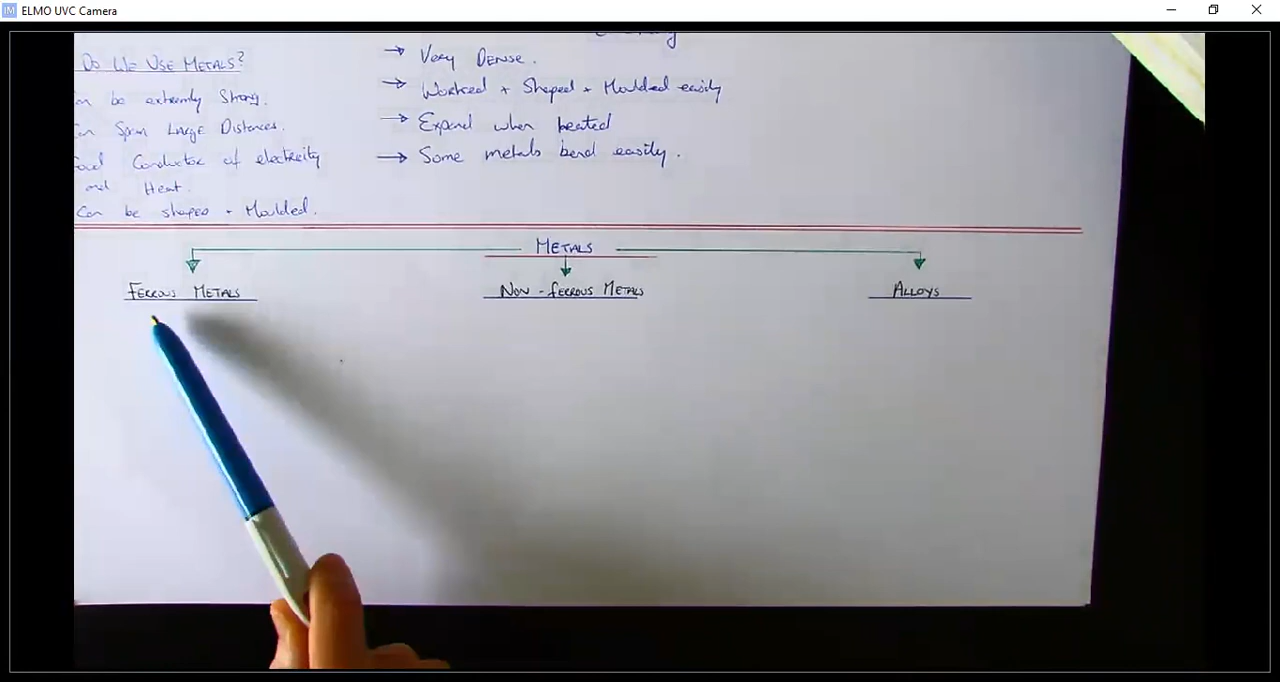 ELMO UVC Camera
Do We Use Metals?
be extremly Strong.
Span Large Distances.
Conductor of electricity
and Heat.
Can be shaped + Moulded.
→ Very Dense.
→ Worked + Shaped + Moulded easily
→ Expand when heated
→ Some metals bend easily.
Metals
Ferrous Metals
Non-ferrous Metals
Alloys